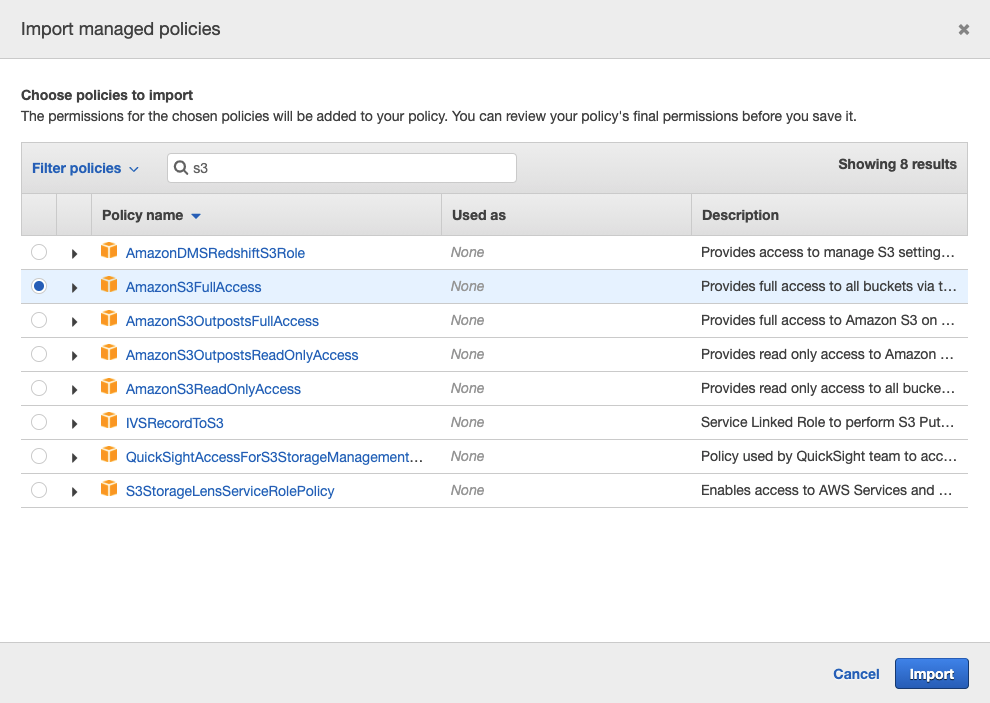 Import managed policies
Choose policies to import
The permissions for the chosen policies will be added to your policy. You can review your policy's final permissions before you save it.
Filter policies s3 Showing 8 results
Policy name Used as Description
AmazonDMSRedshiftS3Role None Provides access to manage S3 setting...
AmazonS3FullAccess None Provides full access to all buckets via t...
AmazonS3OutpostsFullAccess None Provides full access to Amazon S3 on ...
AmazonS3OutpostsReadOnlyAccess None Provides read only access to Amazon ...
AmazonS3ReadOnlyAccess None Provides read only access to all bucke...
IVSRecordToS3 None Service Linked Role to perform S3 Put...
QuickSightAccessForS3StorageManagement... None Policy used by QuickSight team to acc...
S3StorageLensServiceRolePolicy None Enables access to AWS Services and ...
Cancel Import